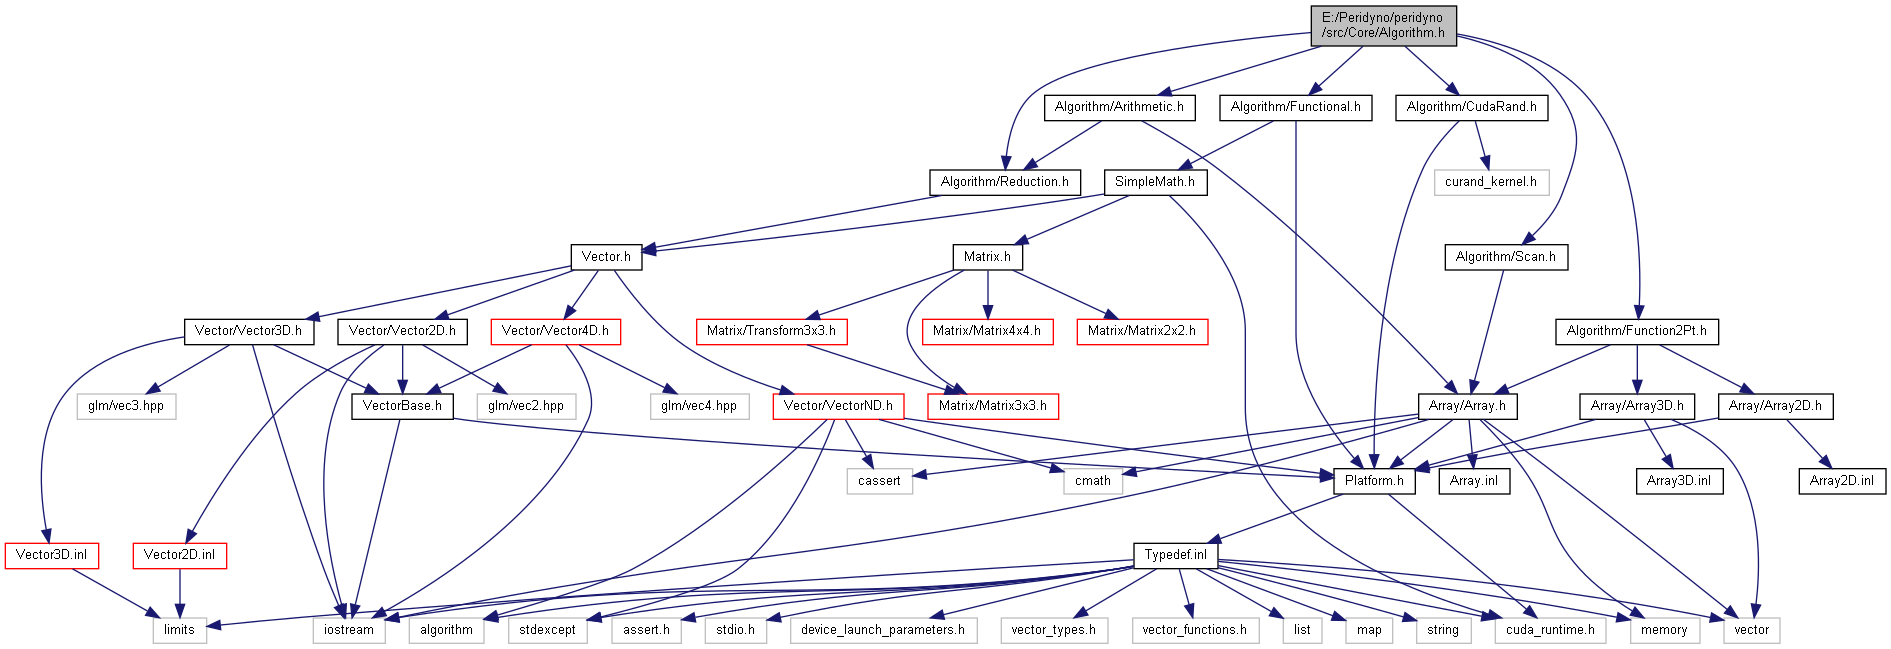 E:/Peridyno/peridyno
/src/Core/Algorithm.h
Algorithm/Arithmetic.h
Algorithm/Functional.h
Algorithm/CudaRand.h
Algorithm/Reduction.h
SimpleMath.h
curand_kernel.h
Vector.h
Matrix.h
Algorithm/Scan.h
Vector/Vector3D.h
Vector/Vector2D.h
Vector/Vector4D.h
Matrix/Transform3x3.h
Matrix/Matrix4x4.h
Matrix/Matrix2x2.h
Algorithm/Function2Pt.h
glm/vec3.hpp
VectorBase.h
glm/vec2.hpp
glm/vec4.hpp
Vector/VectorND.h
Matrix/Matrix3x3.h
Array/Array.h
Array/Array3D.h
Array/Array2D.h
cassert
cmath
Platform.h
Array.inl
Array3D.inl
Array2D.inl
Vector3D.inl
Vector2D.inl
Typedef.inl
limits
iostream
algorithm
stdexcept
assert.h
stdio.h
device_launch_parameters.h
vector_types.h
vector_functions.h
list
map
string
cuda_runtime.h
memory
vector